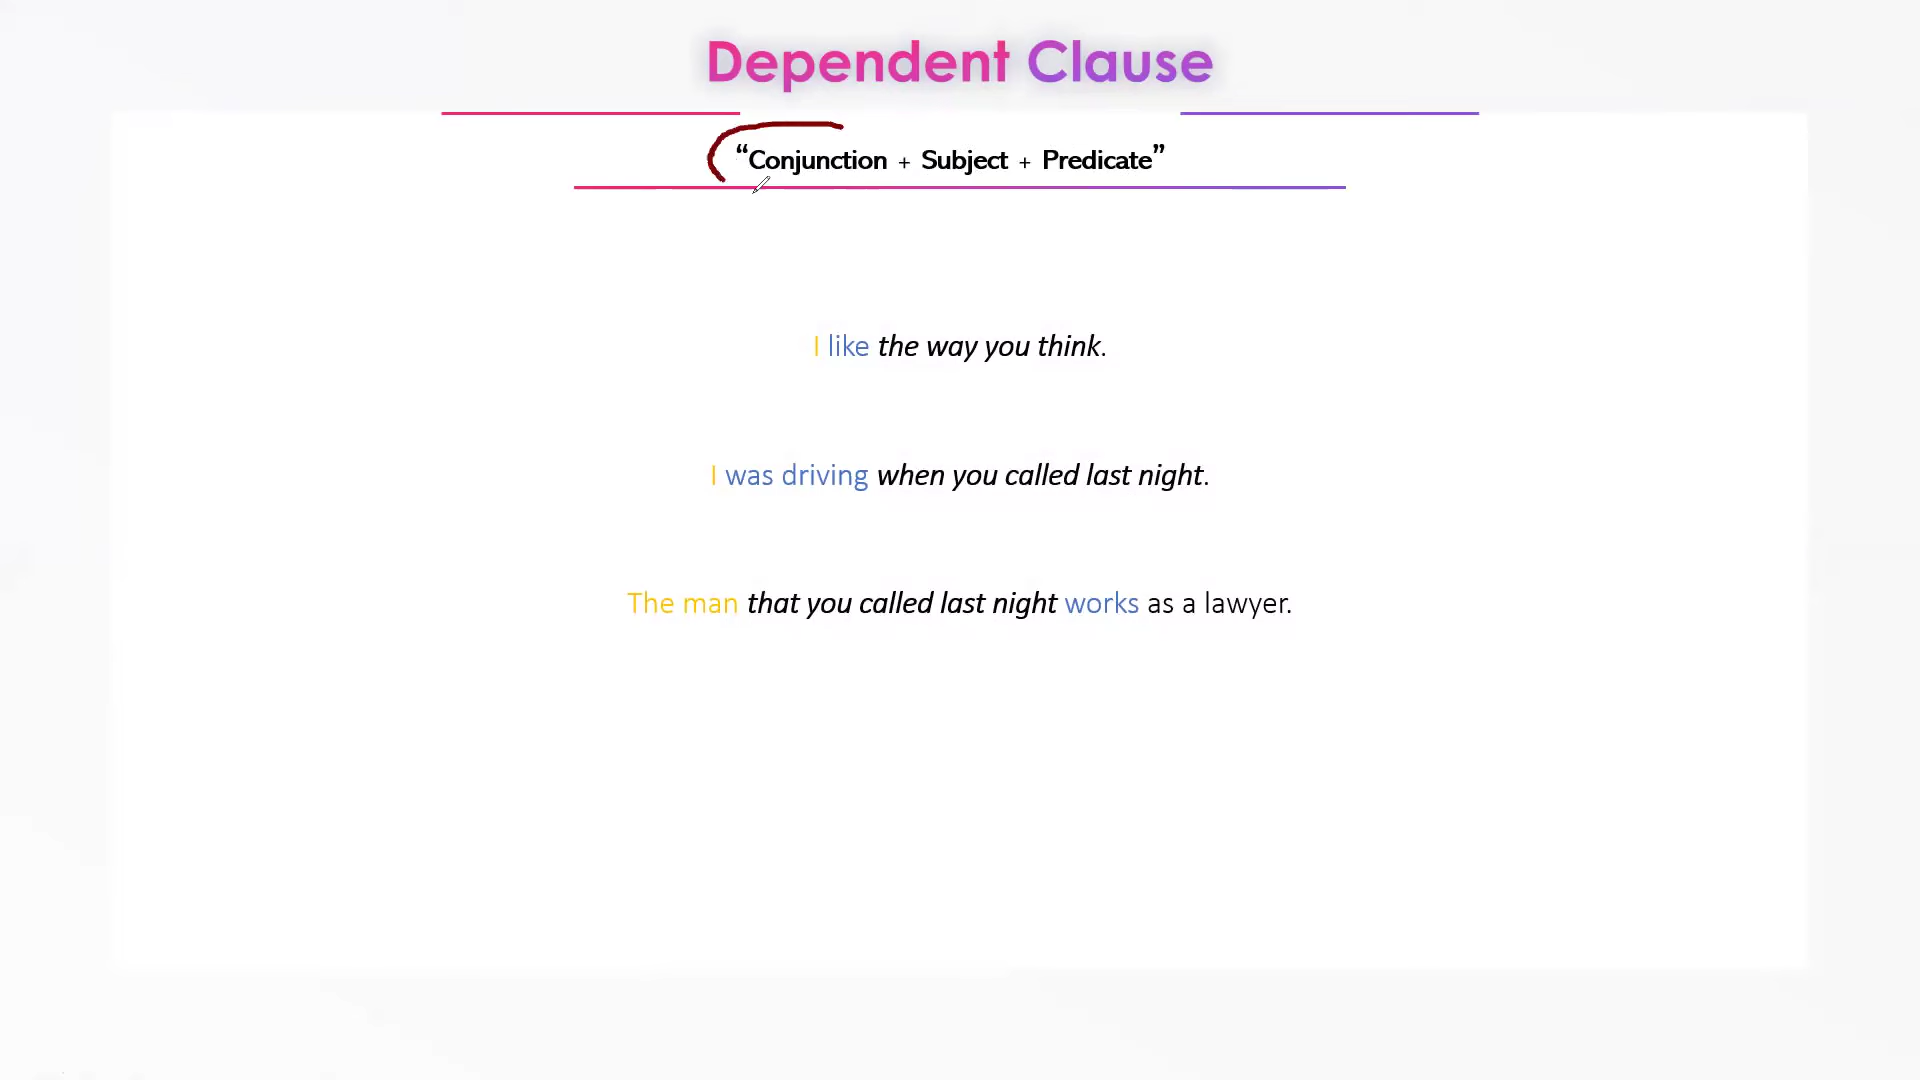 Dependent Clause
“Conjunction + Subject + Predicate”
I like the way you think.
I was driving when you called last night.
The man that you called last night works as a lawyer.